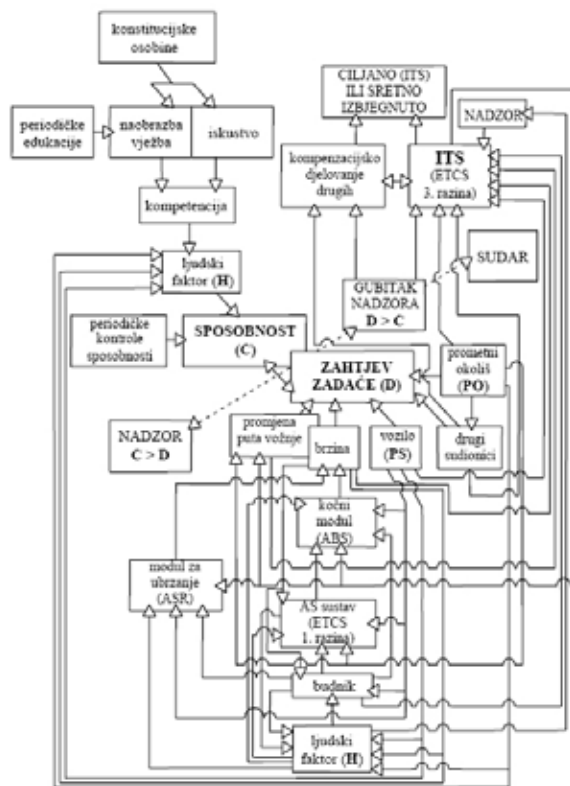 konstitucijske
osobine
CILJANO (ITS)
ILI SRETNO
IZBJEGNUTO
NADZOR
periodičke
edukacije
naobrazba
vježba
iskustvo
kompenzacijsko
djelovanje
drugih
ITS
(ETCS
3. razina)
kompetencija
ljudski
faktor (H)
SUDAR
GUBITAK
NADZORA
D > C
periodičke
kontrole
sposobnosti
SPOSOBNOST
(C)
ZAHTJEV
ZADAĆE (D)
prometni
okoliš
(PO)
NADZOR
C > D
promjena
puta vožnje
brzina
vozilo
(PS)
drugi
sudionici
kočni
modul
(ABS)
modul za
ubrzanje
(ASR)
AS sustav
(ETCS
1. razina)
budnik
ljudski
faktor (H)